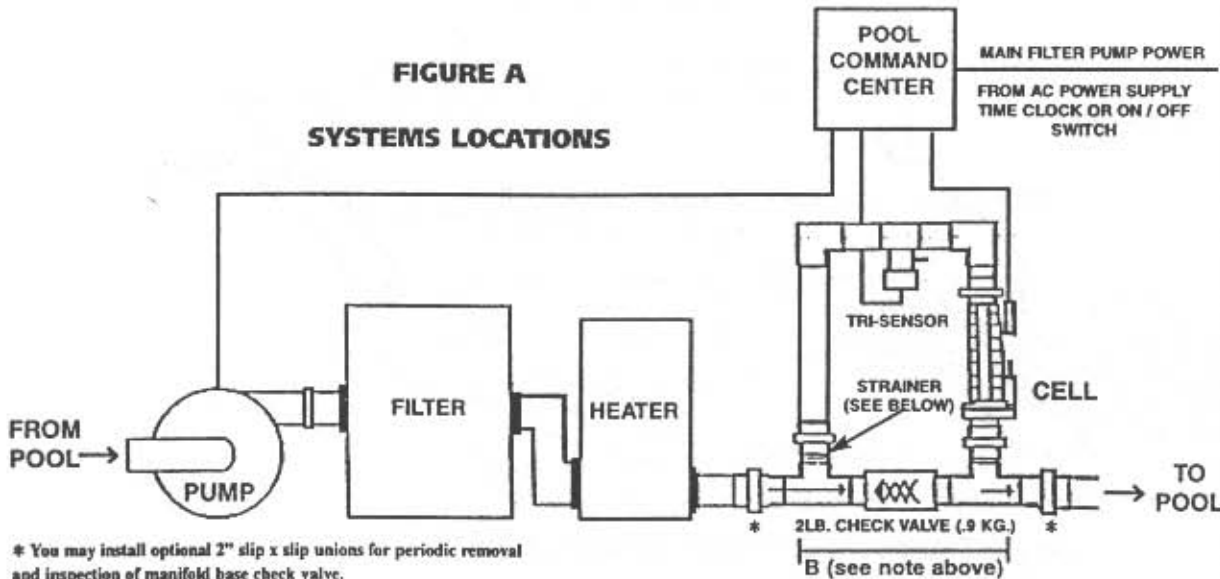 FIGURE A
SYSTEMS LOCATIONS
POOL
COMMAND
CENTER
MAIN FILTER PUMP POWER
FROM AC POWER SUPPLY
TIME CLOCK OR ON / OFF
SWITCH
TRI-SENSOR
STRAINER
(SEE BELOW)
CELL
FILTER
HEATER
FROM
POOL
PUMP
TO
POOL
*
2LB. CHECK VALVE (.9 KG.)
*
B (see note above)
* You may install optional 2" slip x slip unions for periodic removal
and inspection of manifold base check valve.